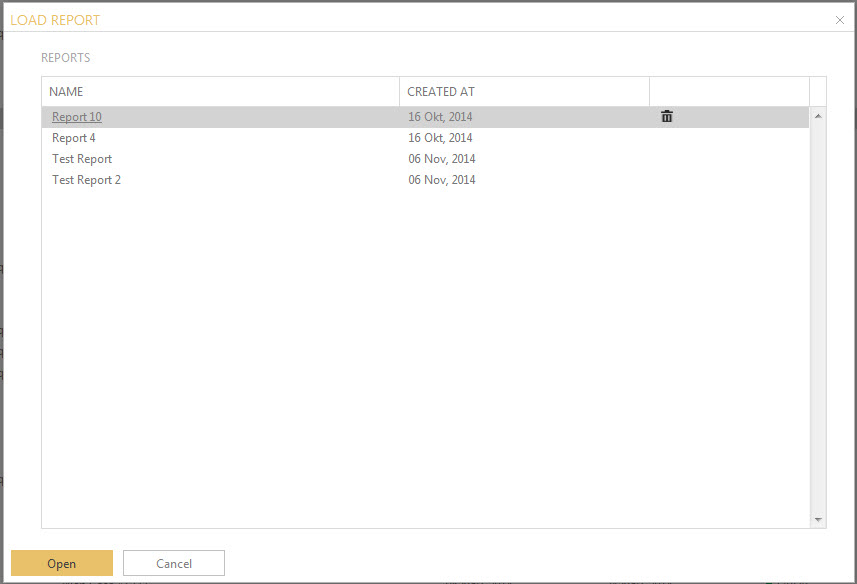 LOAD REPORT
REPORTS
NAME CREATED AT
Report 10 16 Okt, 2014
Report 4 16 Okt, 2014
Test Report 06 Nov, 2014
Test Report 2 06 Nov, 2014
Open Cancel